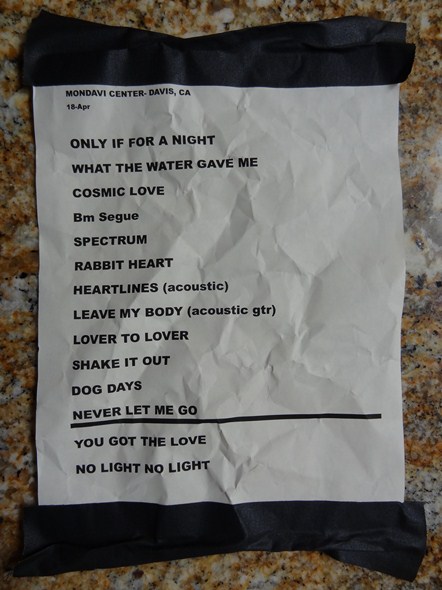 MONDAVI CENTER- DAVIS, CA
18-Apr
ONLY IF FOR A NIGHT
WHAT THE WATER GAVE ME
COSMIC LOVE
Bm Segue
SPECTRUM
RABBIT HEART
HEARTLINES (acoustic)
LEAVE MY BODY (acoustic gtr)
LOVER TO LOVER
SHAKE IT OUT
DOG DAYS
NEVER LET ME GO
YOU GOT THE LOVE
NO LIGHT NO LIGHT